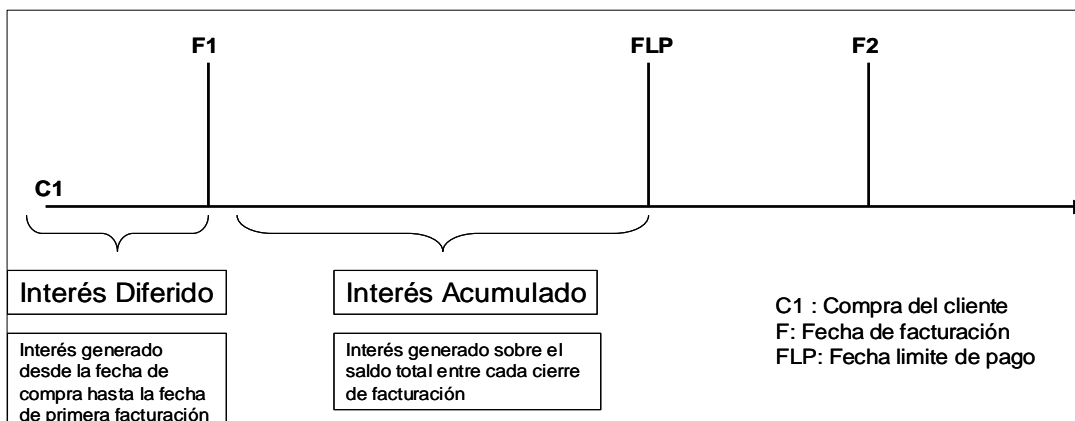 F1
FLP
F2
C1
Interés Diferido
Interés Acumulado
Interés generado
desde la fecha de
compra hasta la fecha
de primera facturación
Interés generado sobre el
saldo total entre cada cierre
de facturación
C1 : Compra del cliente
F: Fecha de facturación
FLP: Fecha limite de pago